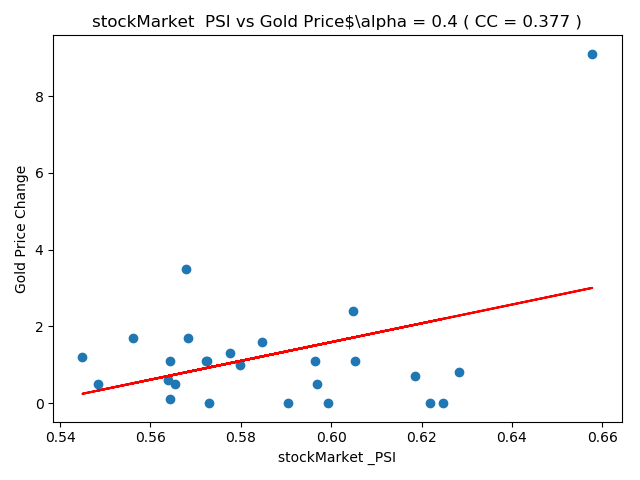 stockMarket  PSI vs Gold Price$\alpha = 0.4 ( CC = 0.377 )
Gold Price Change
8
6
4
2
0
0.54 0.56 0.58 0.60 0.62 0.64 0.66
stockMarket _PSI